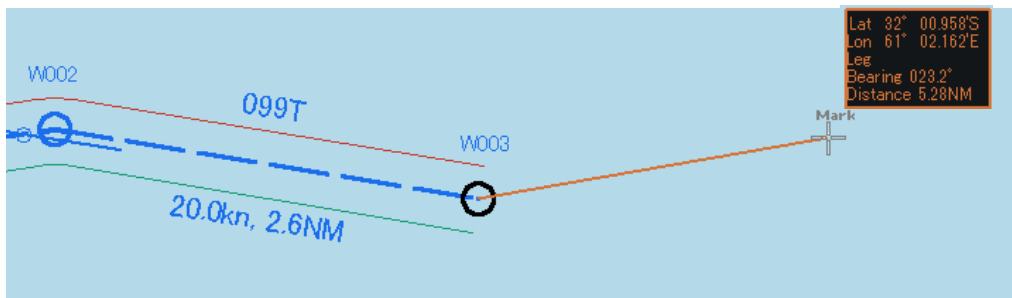 Lat 32° 00.958'S
Lon 61° 02.162'E
Leg
Bearing 023.2°
Distance 5.28NM
W002
099T
Mark
W003
20.0kn, 2.6NM